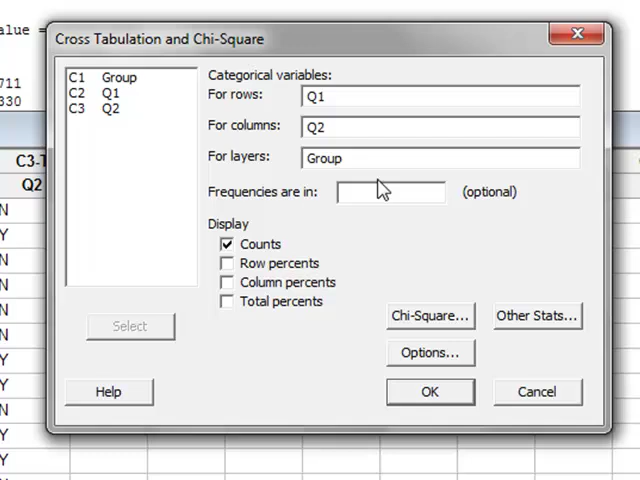 alue =
Cross Tabulation and Chi-Square
C1 Group
C2 Q1
C3 Q2
Categorical variables:
For rows: Q1
For columns: Q2
For layers: Group
Frequencies are in: (optional)
Display
Counts
Row percents
Column percents
Total percents
Select
Chi-Square... Other Stats...
Options...
Help OK Cancel
711
330
C3-T
Q2
N
Y
N
Y
N
N
Y
Y
N
Y
Y